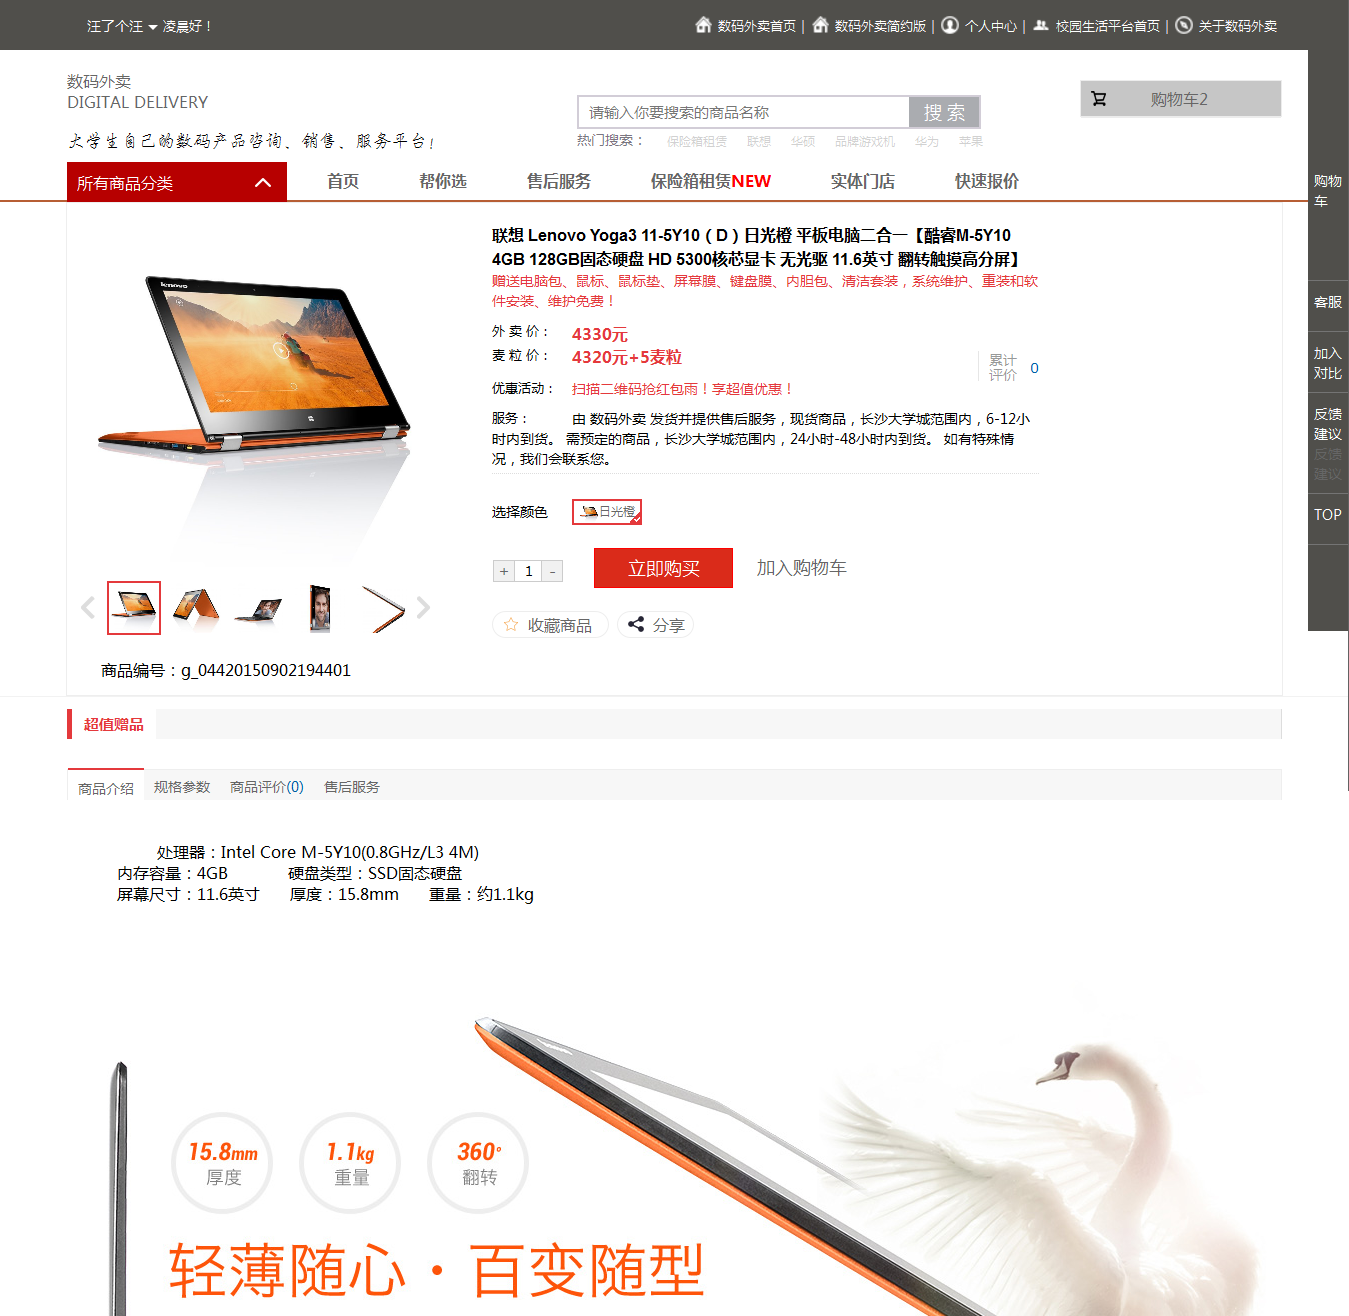 汪了个汪 凌晨好！
数码外卖首页 | 数码外卖简约版 | 个人中心 | 校园生活平台首页 | 关于数码外卖
数码外卖
DIGITAL DELIVERY
大学生自己的数码产品咨询、销售、服务平台！
请输入你要搜索的商品名称 搜 索
热门搜索： 保险箱租赁 联想 华硕 品牌游戏机 华为 苹果
购物车2
所有商品分类 首页 帮你选 售后服务 保险箱租赁NEW 实体门店 快速报价
购物
车
客服
加入
对比
反馈
建议
反馈
建议
TOP
lenovo
联想 Lenovo Yoga3 11-5Y10（D）日光橙 平板电脑二合一【酷睿M-5Y10
4GB 128GB固态硬盘 HD 5300核芯显卡 无光驱 11.6英寸 翻转触摸高分屏】
赠送电脑包、鼠标、鼠标垫、屏幕膜、键盘膜、内胆包、清洁套装，系统维护、重装和软
件安装、维护免费！
外 卖 价： 4330元
麦 粒 价： 4320元+5麦粒
累计
评价 0
优惠活动： 扫描二维码抢红包雨！享超值优惠！
服务： 由 数码外卖 发货并提供售后服务，现货商品，长沙大学城范围内，6-12小
时内到货。 需预定的商品，长沙大学城范围内，24小时-48小时内到货。 如有特殊情
况，我们会联系您。
选择颜色 日光橙
+ 1 - 立即购买 加入购物车
收藏商品 分享
商品编号：g_04420150902194401
超值赠品
商品介绍 规格参数 商品评价(0) 售后服务
处理器：Intel Core M-5Y10(0.8GHz/L3 4M)
内存容量：4GB 硬盘类型：SSD固态硬盘
屏幕尺寸：11.6英寸 厚度：15.8mm 重量：约1.1kg
15.8mm 1.1kg 360°
厚度 重量 翻转
轻薄随心·百变随型